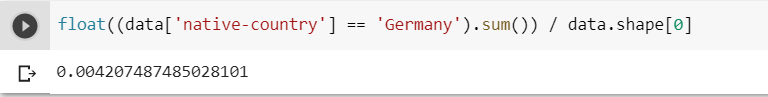 float((data['native-country'] == 'Germany').sum()) / data.shape[0]
0.004207487485028101